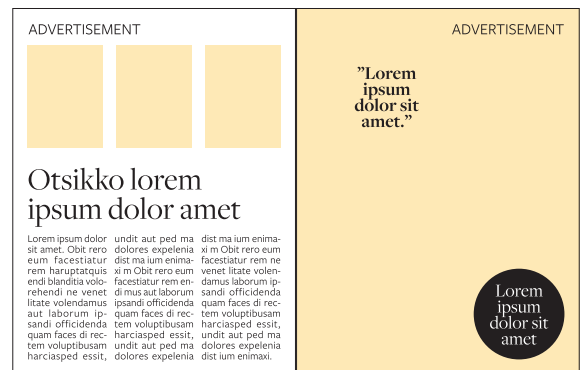 ADVERTISEMENT
Otsikko lorem
ipsum dolor amet
Lorem ipsum dolor
sit amet. Obit rero
eum facestiatur
rem haruptatquis
endi blanditia volo-
rehendi ne venet
litate volendamus
aut laborum ip-
sandi officidenda
quam faces di rec-
tem voluptibusam
harciasped essit,
undit aut ped ma
dolores expelenia
dist ma ium enima-
xi m Obit rero eum
facestiatur rem en-
di mus aut laborum
ipsandi officidenda
quam faces di rec-
tem voluptibusam
harciasped essit,
undit aut ped ma
dolores expelenia
dist ma ium enima-
xi m Obit rero eum
facestiatur rem ne
venet litate volen-
damus laborum ip-
sandi officidenda
quam faces di rec-
tem voluptibusam
harciasped essit,
undit aut ped ma
dolores expelenia
dist ium enimaxi.
ADVERTISEMENT
”Lorem
ipsum
dolor sit
amet.”
Lorem
ipsum
dolor sit
amet